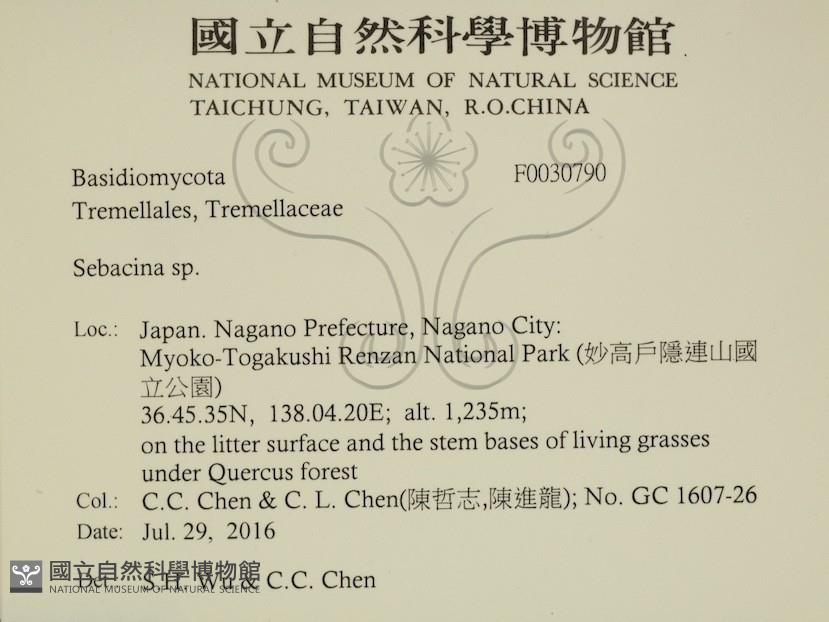 國立自然科學博物館
NATIONAL MUSEUM OF NATURAL SCIENCE
TAICHUNG, TAIWAN, R.O.CHINA
Basidiomycota F0030790
Tremellales, Tremellaceae
Sebacina sp.
Loc.: Japan. Nagano Prefecture, Nagano City:
Myoko-Togakushi Renzan National Park (妙高戶隱連山國
立公園)
36.45.35N, 138.04.20E; alt. 1,235m;
on the litter surface and the stem bases of living grasses
under Quercus forest
Col.: C.C. Chen & C. L. Chen(陳哲志,陳進龍); No. GC 1607-26
Date: Jul. 29, 2016
Det.: S.H. Wu & C.C. Chen
國立自然科學博物館
NATIONAL MUSEUM OF NATURAL SCIENCE